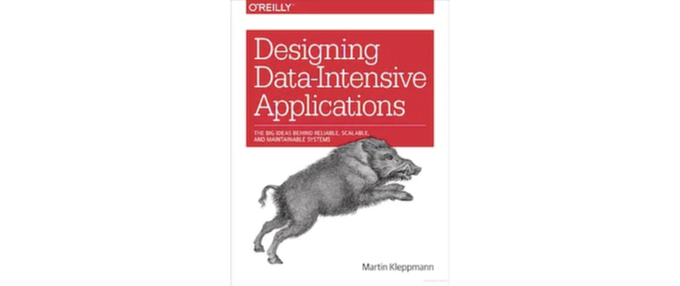 O'REILLY®
Designing
Data-Intensive
Applications
THE BIG IDEAS BEHIND RELIABLE, SCALABLE,
AND MAINTAINABLE SYSTEMS
Martin Kleppmann